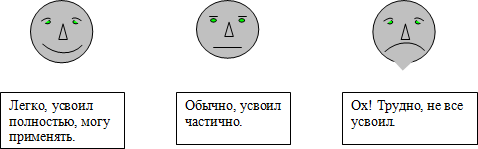 Легко, усвоил
полностью, могу
применять.
Обычно, усвоил
частично.
Ох! Трудно, не все
усвоил.